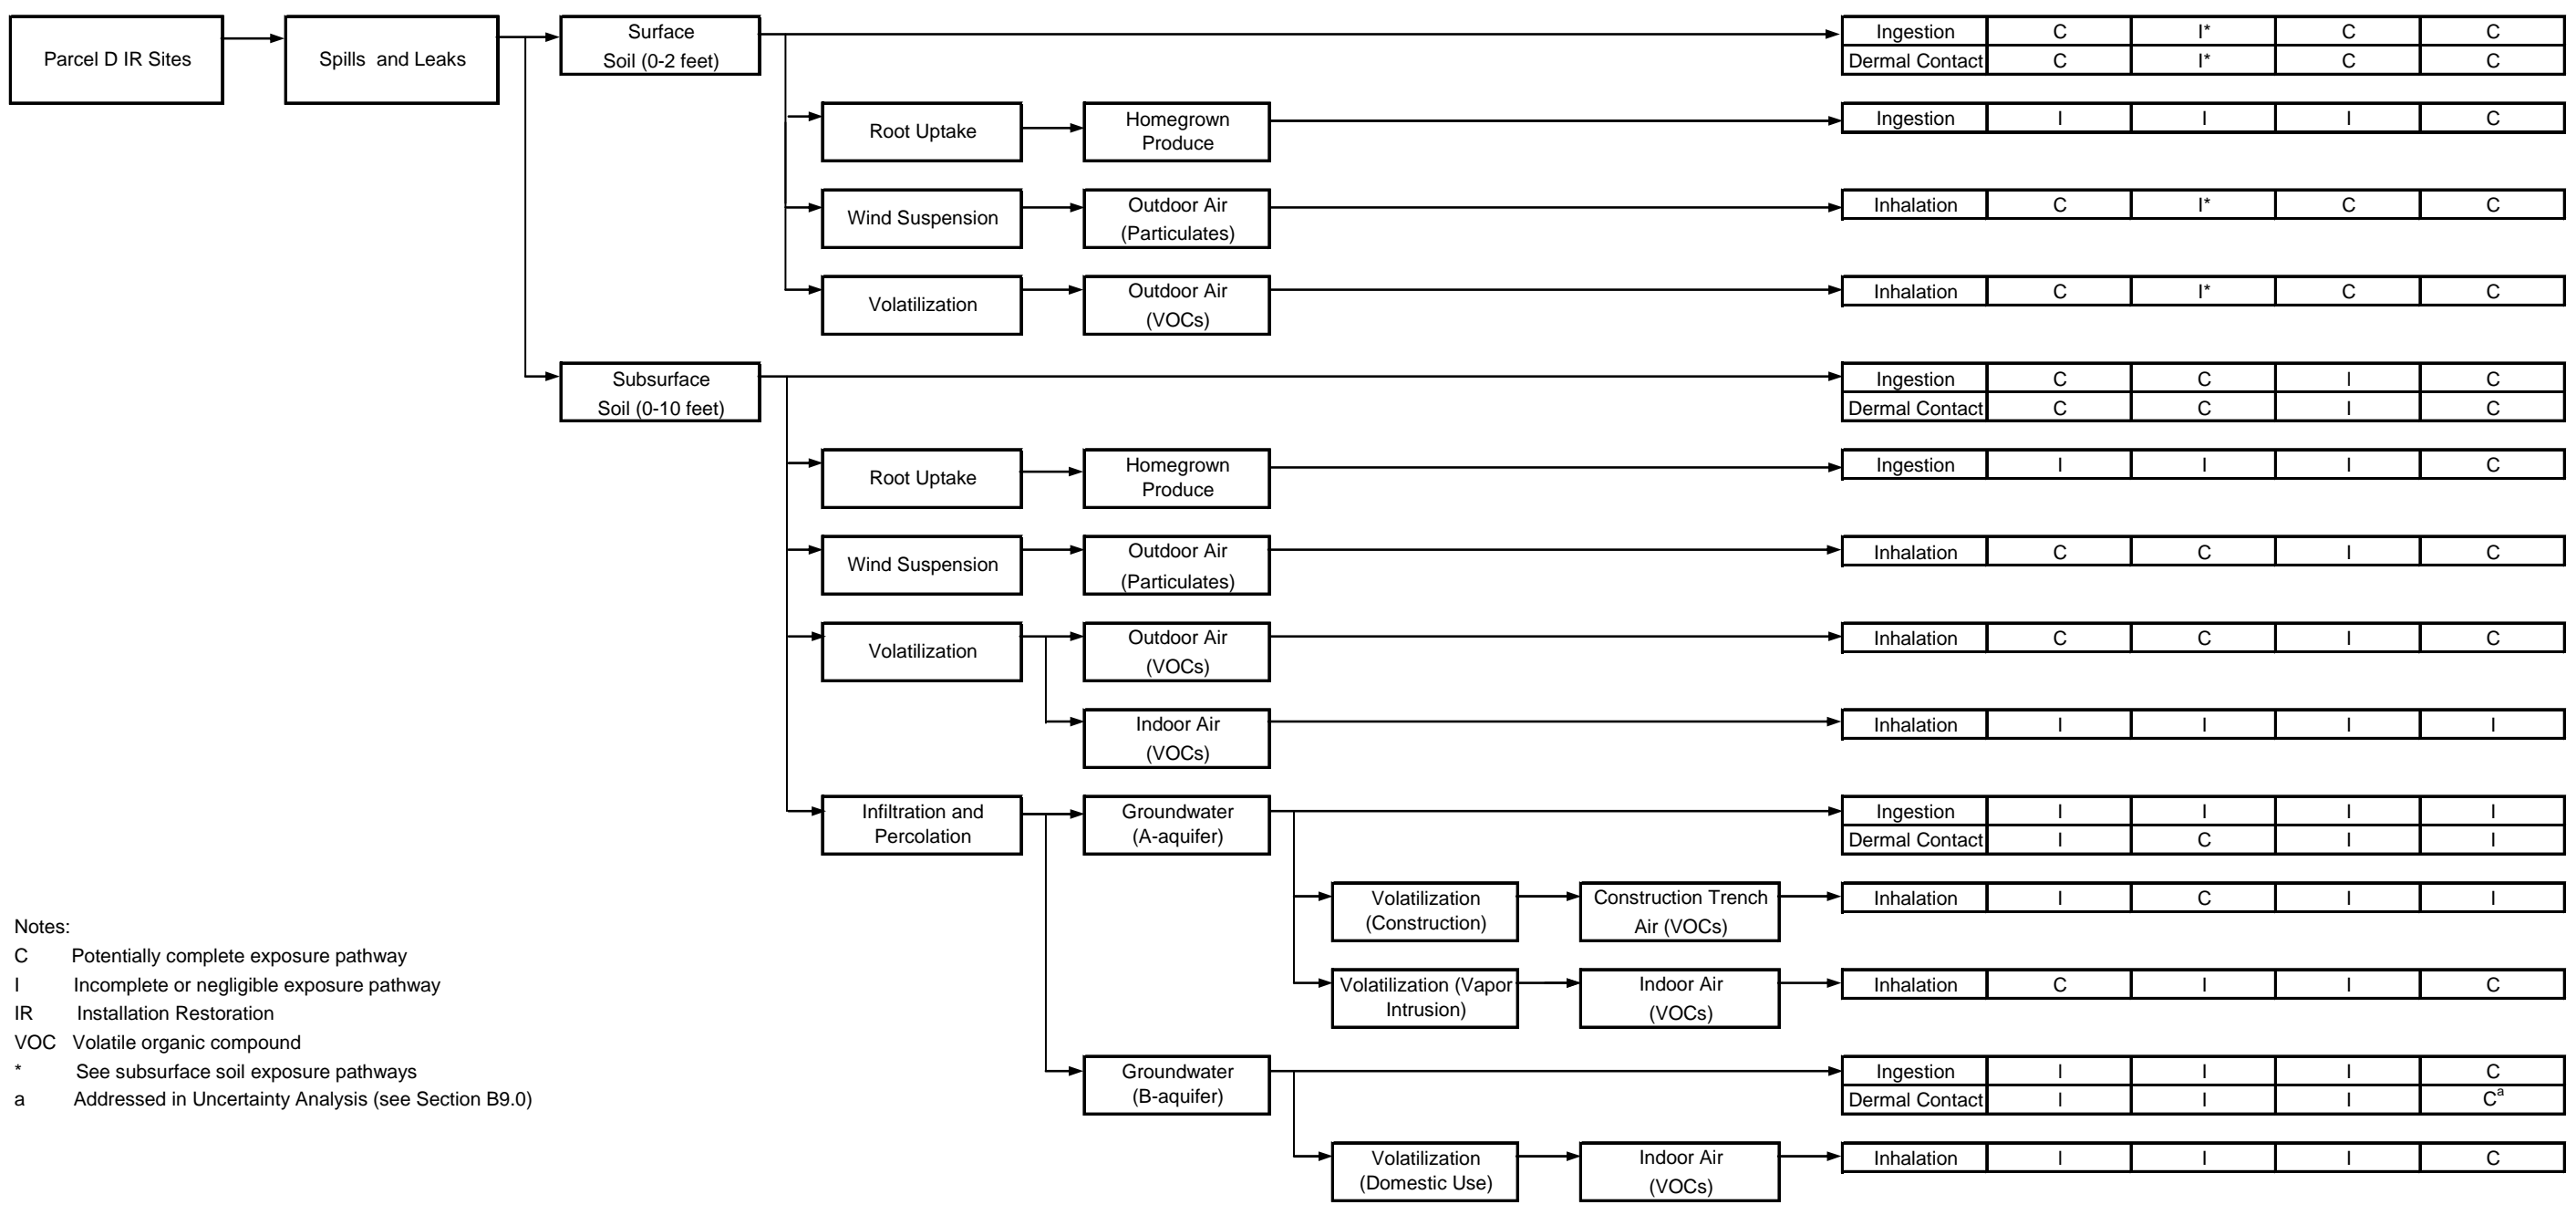 Parcel D IR Sites
Spills and Leaks
Surface
Soil (0-2 feet)
Ingestion C I* C C
Dermal Contact C I* C C
Root Uptake
Homegrown
Produce
Ingestion I I I C
Wind Suspension
Outdoor Air
(Particulates)
Inhalation C I* C C
Volatilization
Outdoor Air
(VOCs)
Inhalation C I* C C
Subsurface
Soil (0-10 feet)
Ingestion C C I C
Dermal Contact C C I C
Root Uptake
Homegrown
Produce
Ingestion I I I C
Wind Suspension
Outdoor Air
(Particulates)
Inhalation C C I C
Volatilization
Outdoor Air
(VOCs)
Inhalation C C I C
Indoor Air
(VOCs)
Inhalation I I I I
Infiltration and
Percolation
Groundwater
(A-aquifer)
Ingestion I I I I
Dermal Contact I C I I
Volatilization
(Construction)
Construction Trench
Air (VOCs)
Inhalation I C I I
Volatilization (Vapor
Intrusion)
Indoor Air
(VOCs)
Inhalation C I I C
Groundwater
(B-aquifer)
Ingestion I I I C
Dermal Contact I I I Ca
Volatilization
(Domestic Use)
Indoor Air
(VOCs)
Inhalation I I I C
Notes:
C Potentially complete exposure pathway
I Incomplete or negligible exposure pathway
IR Installation Restoration
VOC Volatile organic compound
* See subsurface soil exposure pathways
a Addressed in Uncertainty Analysis (see Section B9.0)